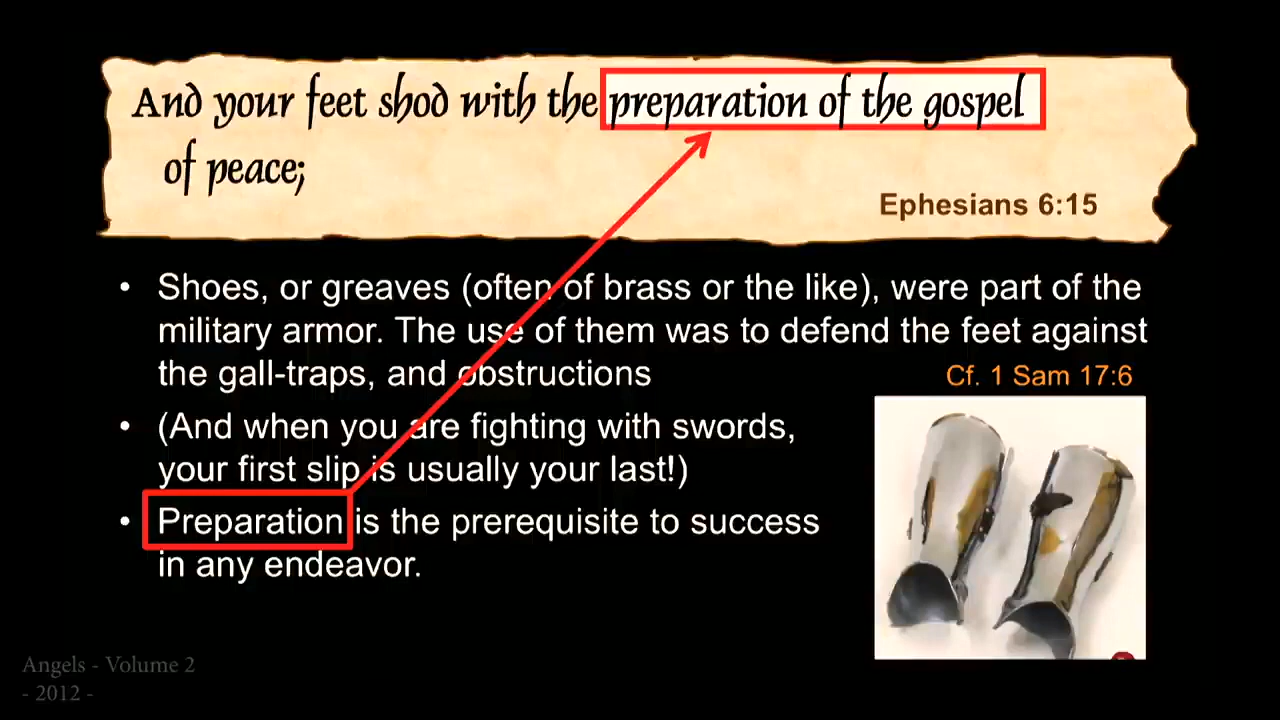 And your feet shod with the preparation of the gospel
of peace;
Ephesians 6:15
• Shoes, or greaves (often of brass or the like), were part of the
military armor. The use of them was to defend the feet against
the gall-traps, and obstructions
Cf. 1 Sam 17:6
• (And when you are fighting with swords,
your first slip is usually your last!)
• Preparation is the prerequisite to success
in any endeavor.
Angels - Volume 2
- 2012 -